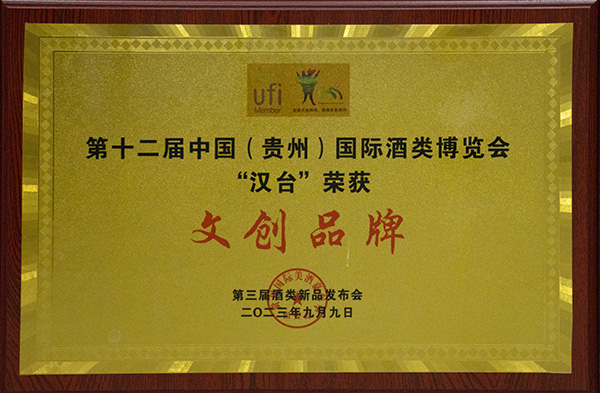 ufi
Member
第十二届中国（贵州）国际酒类博览会
“汉台”荣获
文创品牌
第三届酒类新品发布会
二〇二三年九月九日